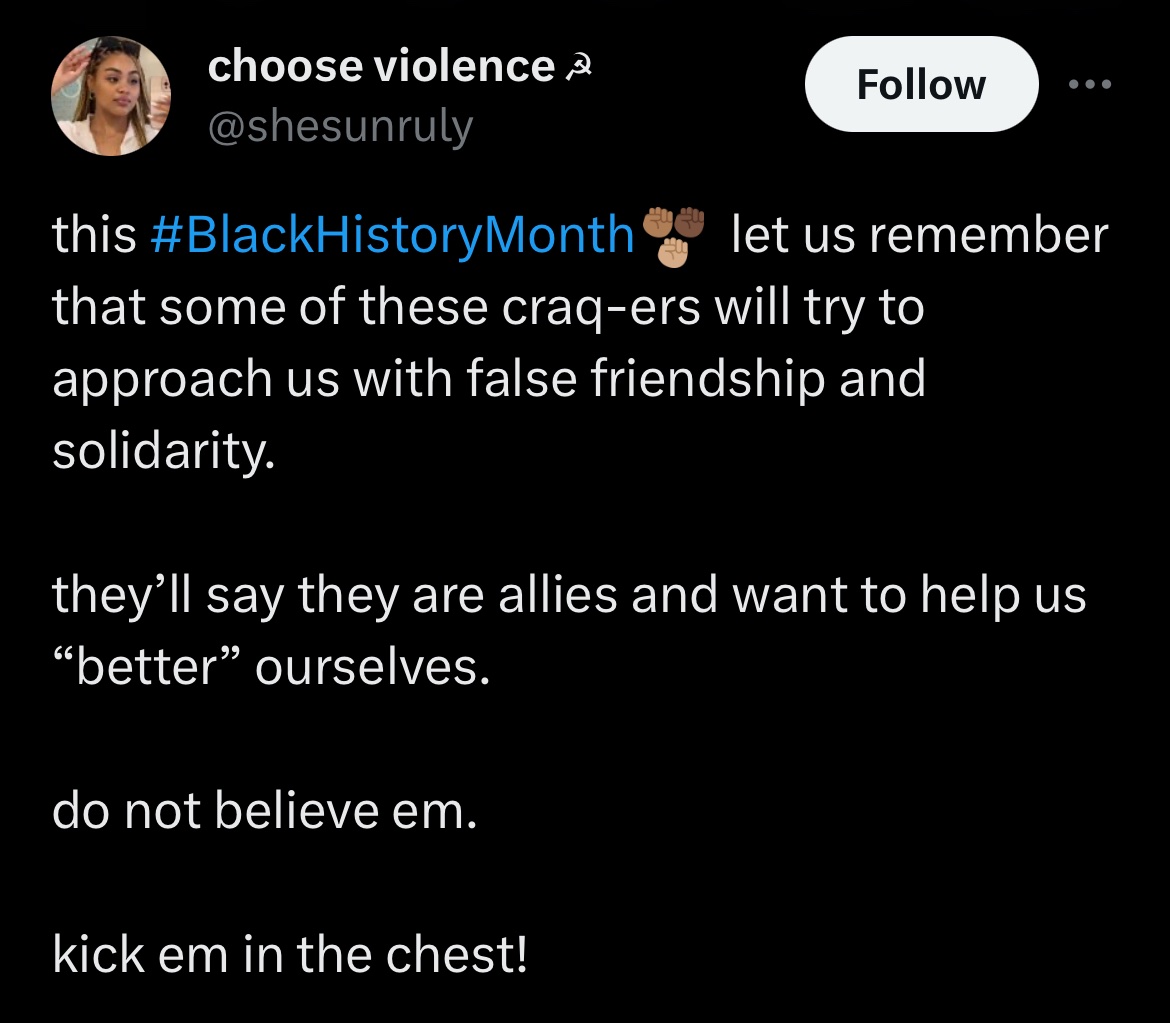 choose violence ☭
@shesunruly
Follow
this #BlackHistoryMonth✊🏽✊🏿✊🏼 let us remember
that some of these craq-ers will try to
approach us with false friendship and
solidarity.
they’ll say they are allies and want to help us
“better” ourselves.
do not believe em.
kick em in the chest!